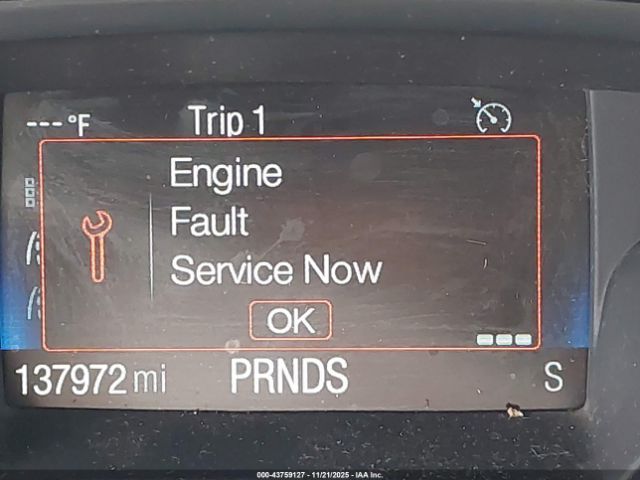 ---°F Trip 1
Engine
Fault
Service Now
OK
137972 mi PRNDS S
000-43759127 - 11/21/2025 - IAA Inc.